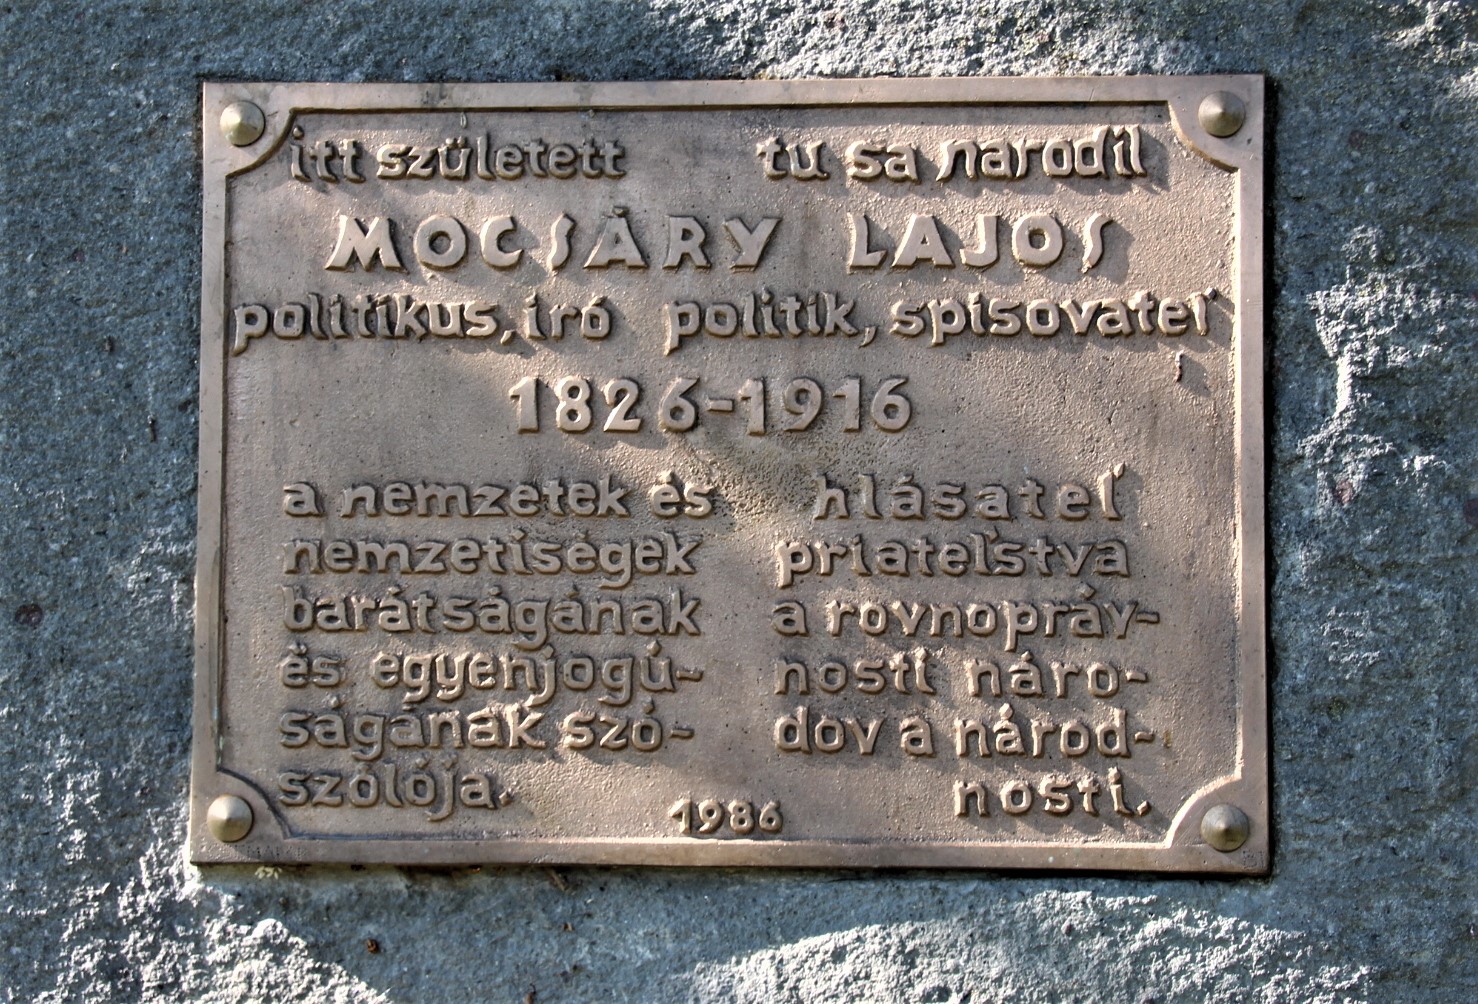 itt született tu sa narodil
MOCSÁRY LAJOS
politikus, író politik, spisovateľ
1826-1916
a nemzetek és
nemzetiségek
barátságának
és egyenjogú-
ságának szó-
szólója.
hlásateľ
priateľstva
a rovnopráv-
nosti náro-
dov a národ-
nosti.
1986